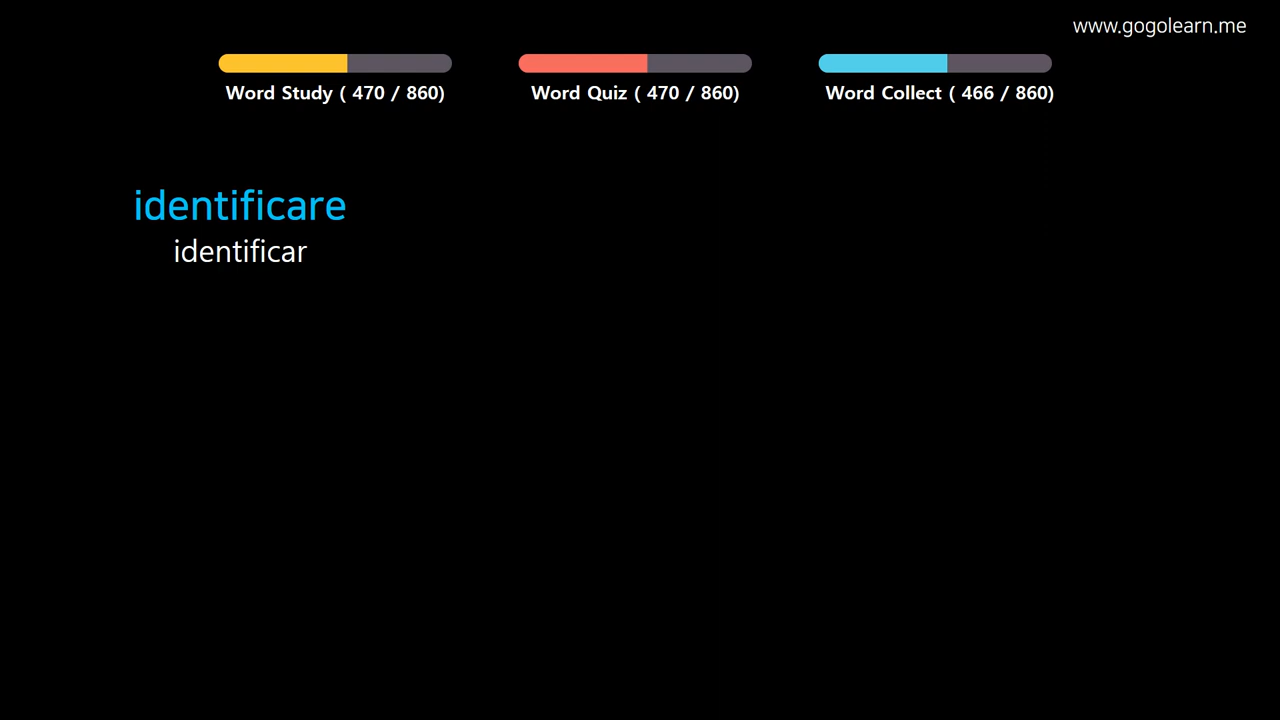 www.gogolearn.me
Word Study ( 470 / 860)
Word Quiz ( 470 / 860)
Word Collect ( 466 / 860)
identificare
identificar